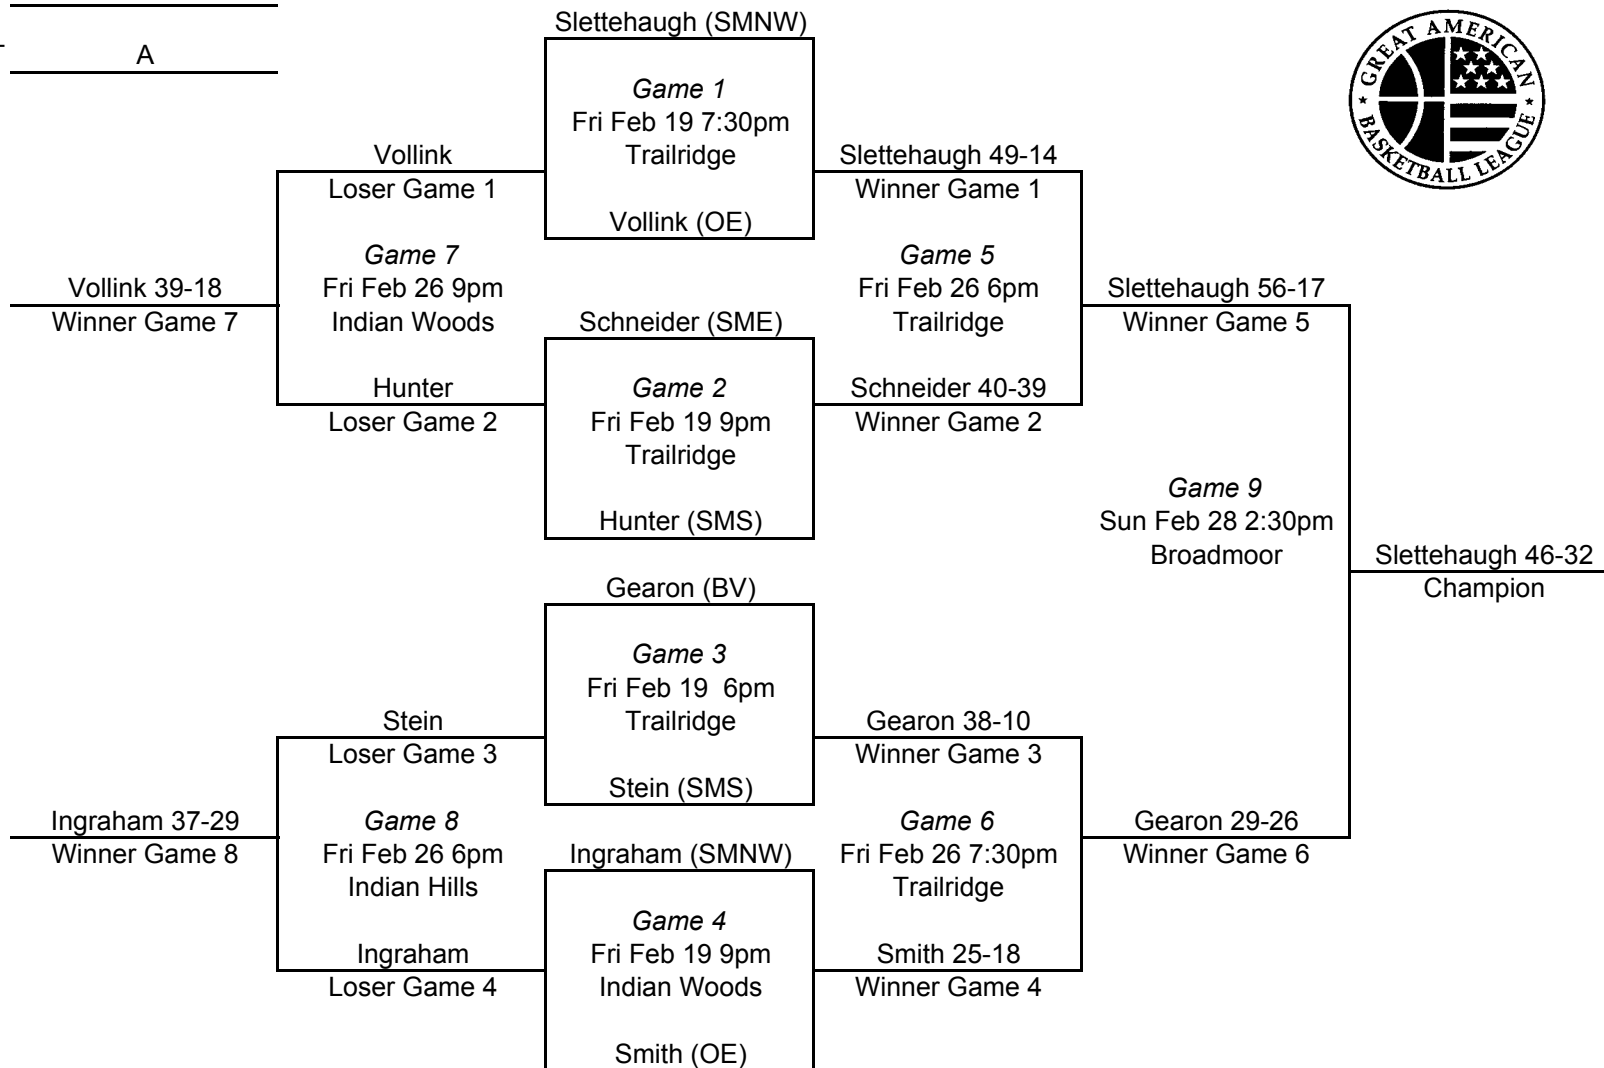 A
Slettehaugh (SMNW)
Game 1
Fri Feb 19 7:30pm
Trailridge
Vollink (OE)
GREAT AMERICAN
BASKETBALL LEAGUE
Vollink
Loser Game 1
Slettehaugh 49-14
Winner Game 1
Game 7
Fri Feb 26 9pm
Indian Woods
Game 5
Fri Feb 26 6pm
Trailridge
Vollink 39-18
Winner Game 7
Slettehaugh 56-17
Winner Game 5
Schneider (SME)
Game 2
Fri Feb 19 9pm
Trailridge
Hunter (SMS)
Hunter
Loser Game 2
Schneider 40-39
Winner Game 2
Game 9
Sun Feb 28 2:30pm
Broadmoor
Slettehaugh 46-32
Champion
Gearon (BV)
Game 3
Fri Feb 19 6pm
Trailridge
Stein (SMS)
Stein
Loser Game 3
Gearon 38-10
Winner Game 3
Ingraham 37-29
Winner Game 8
Game 8
Fri Feb 26 6pm
Indian Hills
Game 6
Fri Feb 26 7:30pm
Trailridge
Gearon 29-26
Winner Game 6
Ingraham (SMNW)
Game 4
Fri Feb 19 9pm
Indian Woods
Smith (OE)
Ingraham
Loser Game 4
Smith 25-18
Winner Game 4